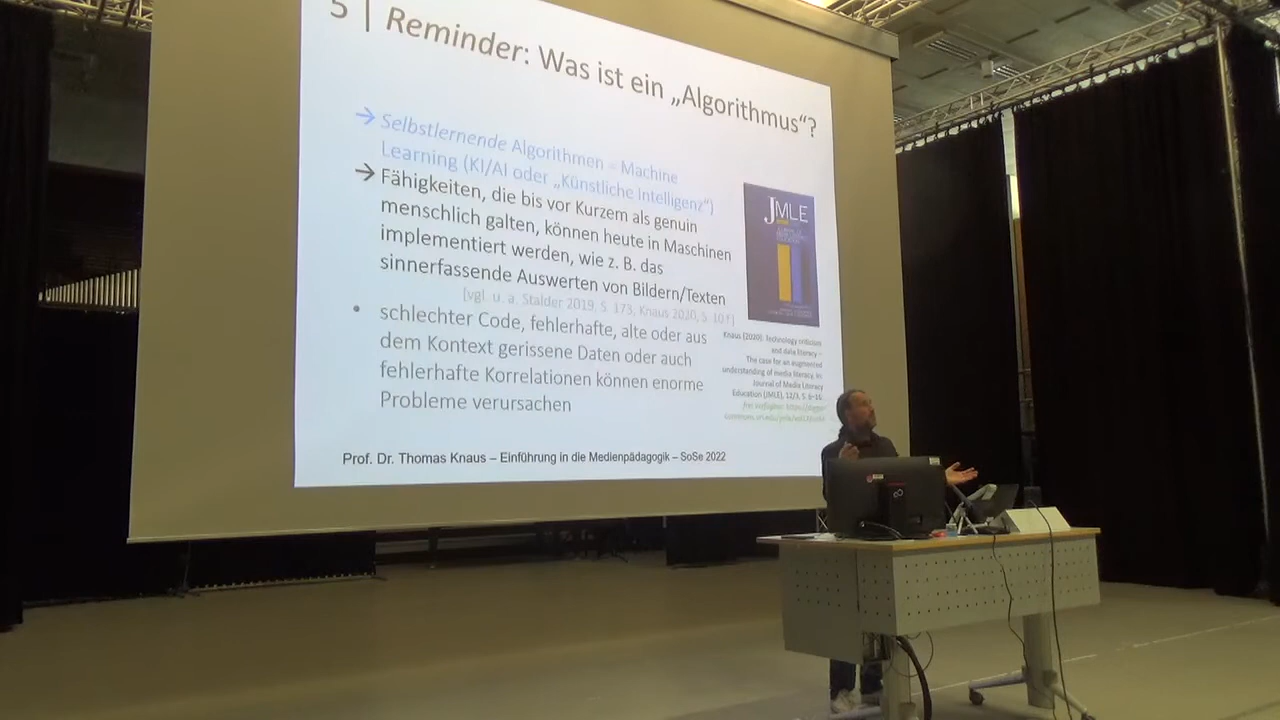 5 | Reminder: Was ist ein „Algorithmus“?
→ Selbstlernende Algorithmen – Machine
Learning (KI/AI oder „Künstliche Intelligenz“)
→ Fähigkeiten, die bis vor Kurzem als genuin
menschlich galten, können heute in Maschinen
implementiert werden, wie z. B. das
sinnerfassende Auswerten von Bildern/Texten
[vgl. u. a. Stalder 2019, S. 173, Knaus 2020, S. 10 f.]
• schlechter Code, fehlerhafte, alte oder aus
dem Kontext gerissene Daten oder auch
fehlerhafte Korrelationen können enorme
Probleme verursachen
JMLE
Knaus (2020). Technology criticism
and data literacy –
The case for an augmented
understanding of media literacy. In:
Journal of Media Literacy
Education (JMLE), 12/3, S. 6–16.
Prof. Dr. Thomas Knaus – Einführung in die Medienpädagogik – SoSe 2022